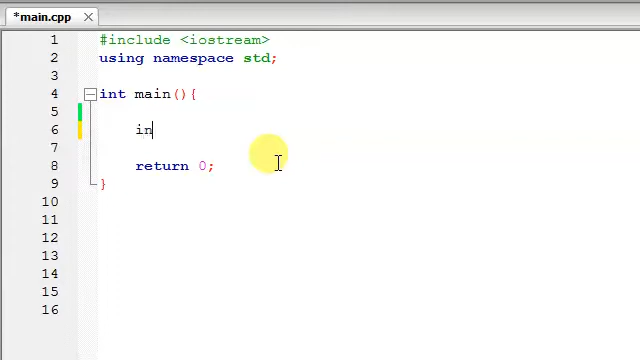 *main.cpp
1 #include <iostream>
2 using namespace std;
3
4 int main(){
5
6 in
7
8 return 0;
9 }
10
11
12
13
14
15
16